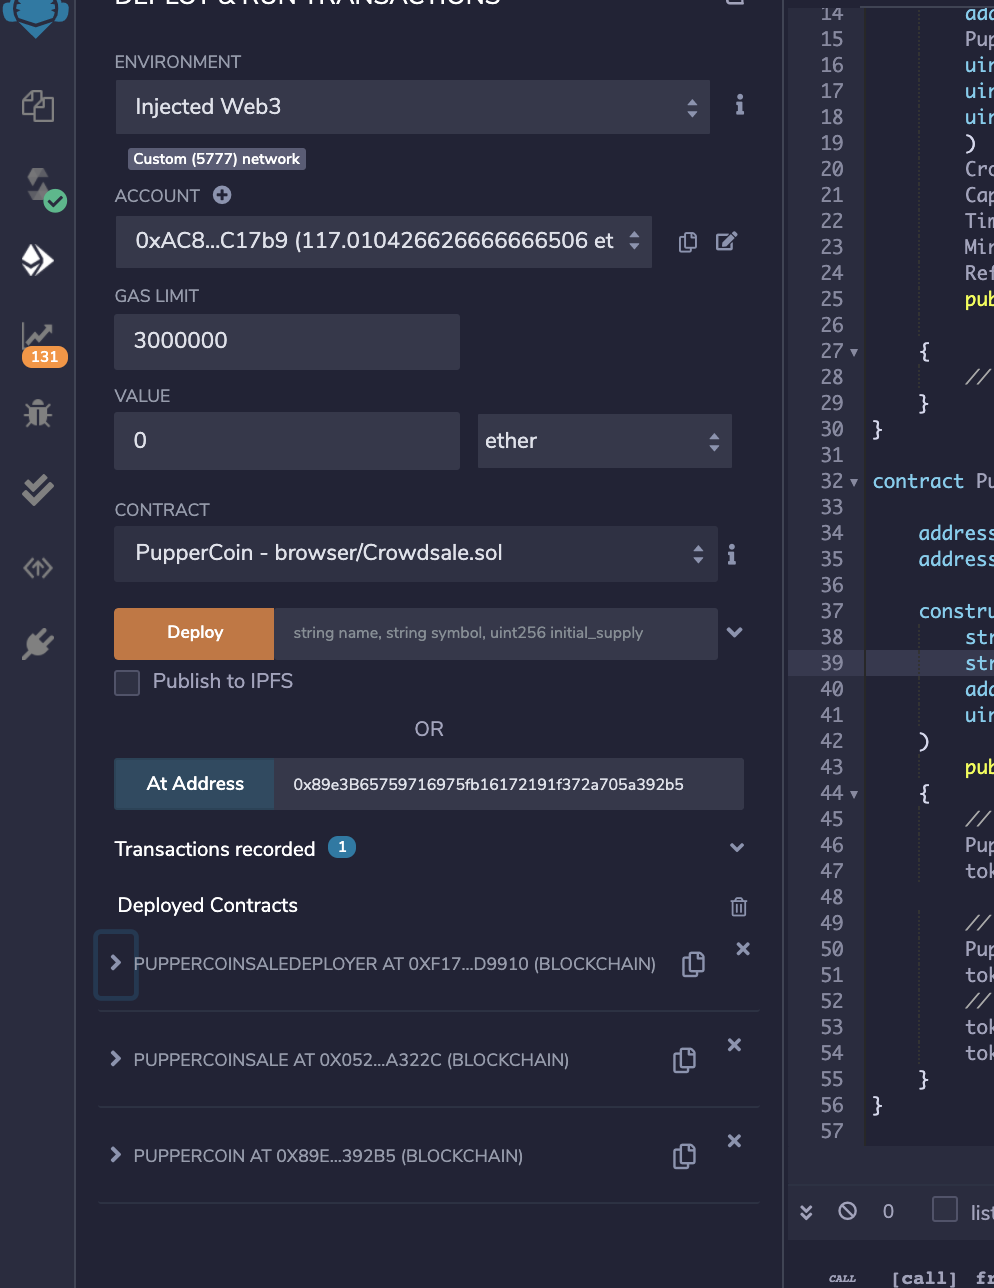 DEPLOY & RUN TRANSACTIONS
ENVIRONMENT
Injected Web3
Custom (5777) network
ACCOUNT
0xAC8...C17b9 (117.010426626666666506 et
GAS LIMIT
3000000
131
VALUE
0
ether
CONTRACT
PupperCoin - browser/Crowdsale.sol
Deploy
string name, string symbol, uint256 initial_supply
Publish to IPFS
OR
At Address
0x89e3B65759716975fb16172191f372a705a392b5
Transactions recorded 1
Deployed Contracts
PUPPERCOINSALEDEPLOYER AT 0XF17...D9910 (BLOCKCHAIN)
PUPPERCOINSALE AT 0X052...A322C (BLOCKCHAIN)
PUPPERCOIN AT 0X89E...392B5 (BLOCKCHAIN)
14 add
15 Pup
16 uin
17 uin
18 uin
19 )
20 Cro
21 Cap
22 Tim
23 Min
24 Ref
25 pub
26
27 {
28 //
29 }
30 }
31
32 contract Pu
33
34 address
35 address
36
37 constru
38 str
39 str
40 add
41 uin
42 )
43 pub
44 {
45 //
46 Pup
47 tok
48
49 //
50 Pup
51 tok
52 //
53 tok
54 tok
55 }
56 }
57
0
list
CALL [call] fr